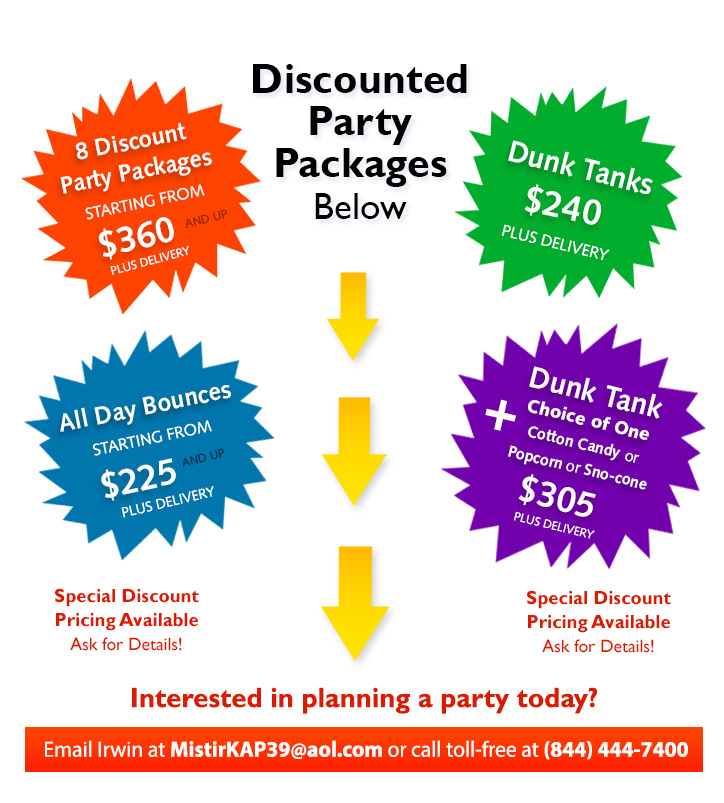 Discounted
Party
Packages
Below
8 Discount
Party Packages
STARTING FROM
$360 AND UP
PLUS DELIVERY
Dunk Tanks
$240
PLUS DELIVERY
All Day Bounces
STARTING FROM
$225 AND UP
PLUS DELIVERY
Dunk Tank
+ Choice of One
Cotton Candy or
Popcorn or Sno-cone
$305
PLUS DELIVERY
Special Discount
Pricing Available
Ask for Details!
Special Discount
Pricing Available
Ask for Details!
Interested in planning a party today?
Email Irwin at MistirKAP39@aol.com or call toll-free at (844) 444-7400